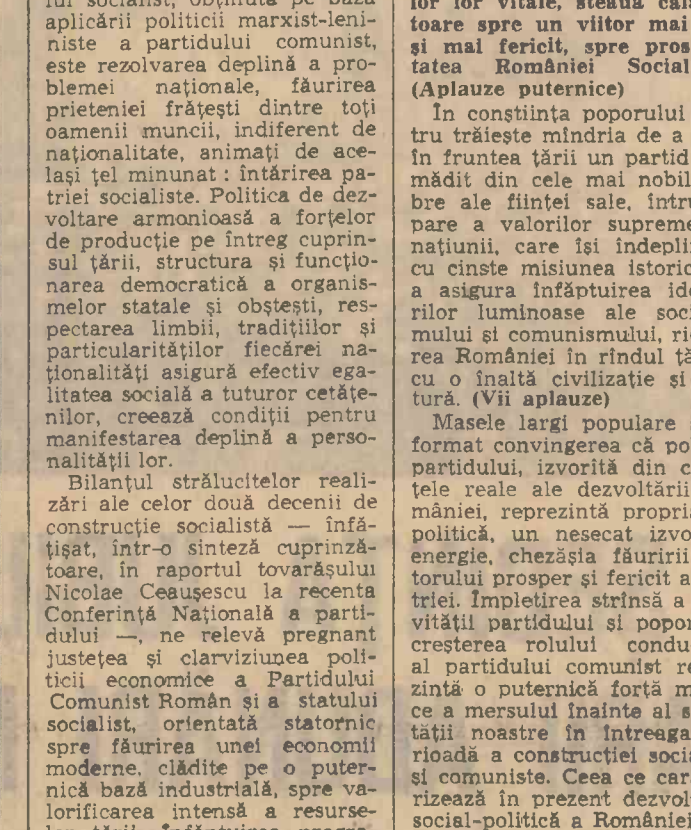 lui socialist, obținută pe baza
aplicării politicii marxist-leni-
niste a partidului comunist,
este rezolvarea deplină a pro-
blemei naționale, făurirea
prieteniei frățești dintre toți
oamenii muncii, indiferent de
naționalitate, animați de ace-
lași țel minunat : întărirea pa-
triei socialiste. Politica de dez-
voltare armonioasă a forțelor
de producție pe întreg cuprin-
sul țării, structura și funcțio-
narea democratică a organis-
melor statale și obștești, res-
pectarea limbii, tradițiilor și
particularităților fiecărei na-
ționalități asigură efectiv ega-
litatea socială a tuturor cetățe-
nilor, creează condiții pentru
manifestarea deplină a perso-
nalității lor.
Bilanțul strălucitelor reali-
zări ale celor două decenii de
construcție socialistă — înfă-
țișat, într-o sinteză cuprinză-
toare, în raportul tovarășului
Nicolae Ceaușescu la recenta
Conferință Națională a parti-
dului —, ne relevă pregnant
justețea și clarviziunea poli-
ticii economice a Partidului
Comunist Român și a statului
socialist, orientată statornic
spre făurirea unei economii
moderne, clădite pe o puter-
nică bază industrială, spre va-
lorificarea intensă a resurse-
lor țării, înfăptuirea
lor lor vitale, steaua
toare spre un viitor mai
și mai fericit, spre pros
tatea României Social
(Aplauze puternice)
În conștiința poporului
tru trăiește mîndria de a
în fruntea țării un partid
mădit din cele mai nobil
bre ale ființei sale, întru
pare a valorilor supreme
națiunii, care își îndeplin
cu cinste misiunea istoric
a asigura înfăptuirea ide
rilor luminoase ale soci
mului și comunismului, ri
rea României în rîndul ță
cu o înaltă civilizație și
tură. (Vii aplauze)
Masele largi populare
format convingerea că po
partidului, izvorîtă din c
țele reale ale dezvoltării
mâniei, reprezintă propria
politică, un nesecat izvo
energie, chezășia făuririi
torului prosper și fericit a
triei. Împletirea strînsă a
vității partidului și popor
creșterea rolului condu
al partidului comunist re
zintă o puternică forță m
ce a mersului înainte al s
tății noastre în întreaga
rioadă a construcției socia
și comuniste. Ceea ce car
rizează în prezent dezvol
social-politică a României